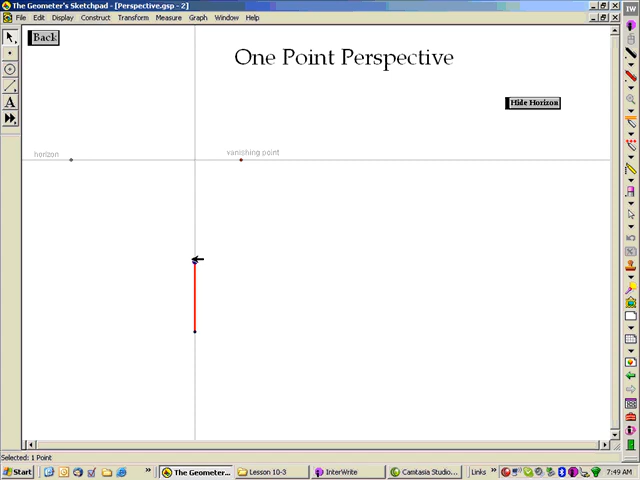 The Geometer's Sketchpad - [Perspective.gsp - 2]
File Edit Display Construct Transform Measure Graph Window Help
Back
One Point Perspective
Hide Horizon
horizon
vanishing point
A
Selected: 1 Point
Start
»
The Geometer...
Lesson 10-3
InterWrite
Camtasia Studio...
Links »
7:49 AM
IW